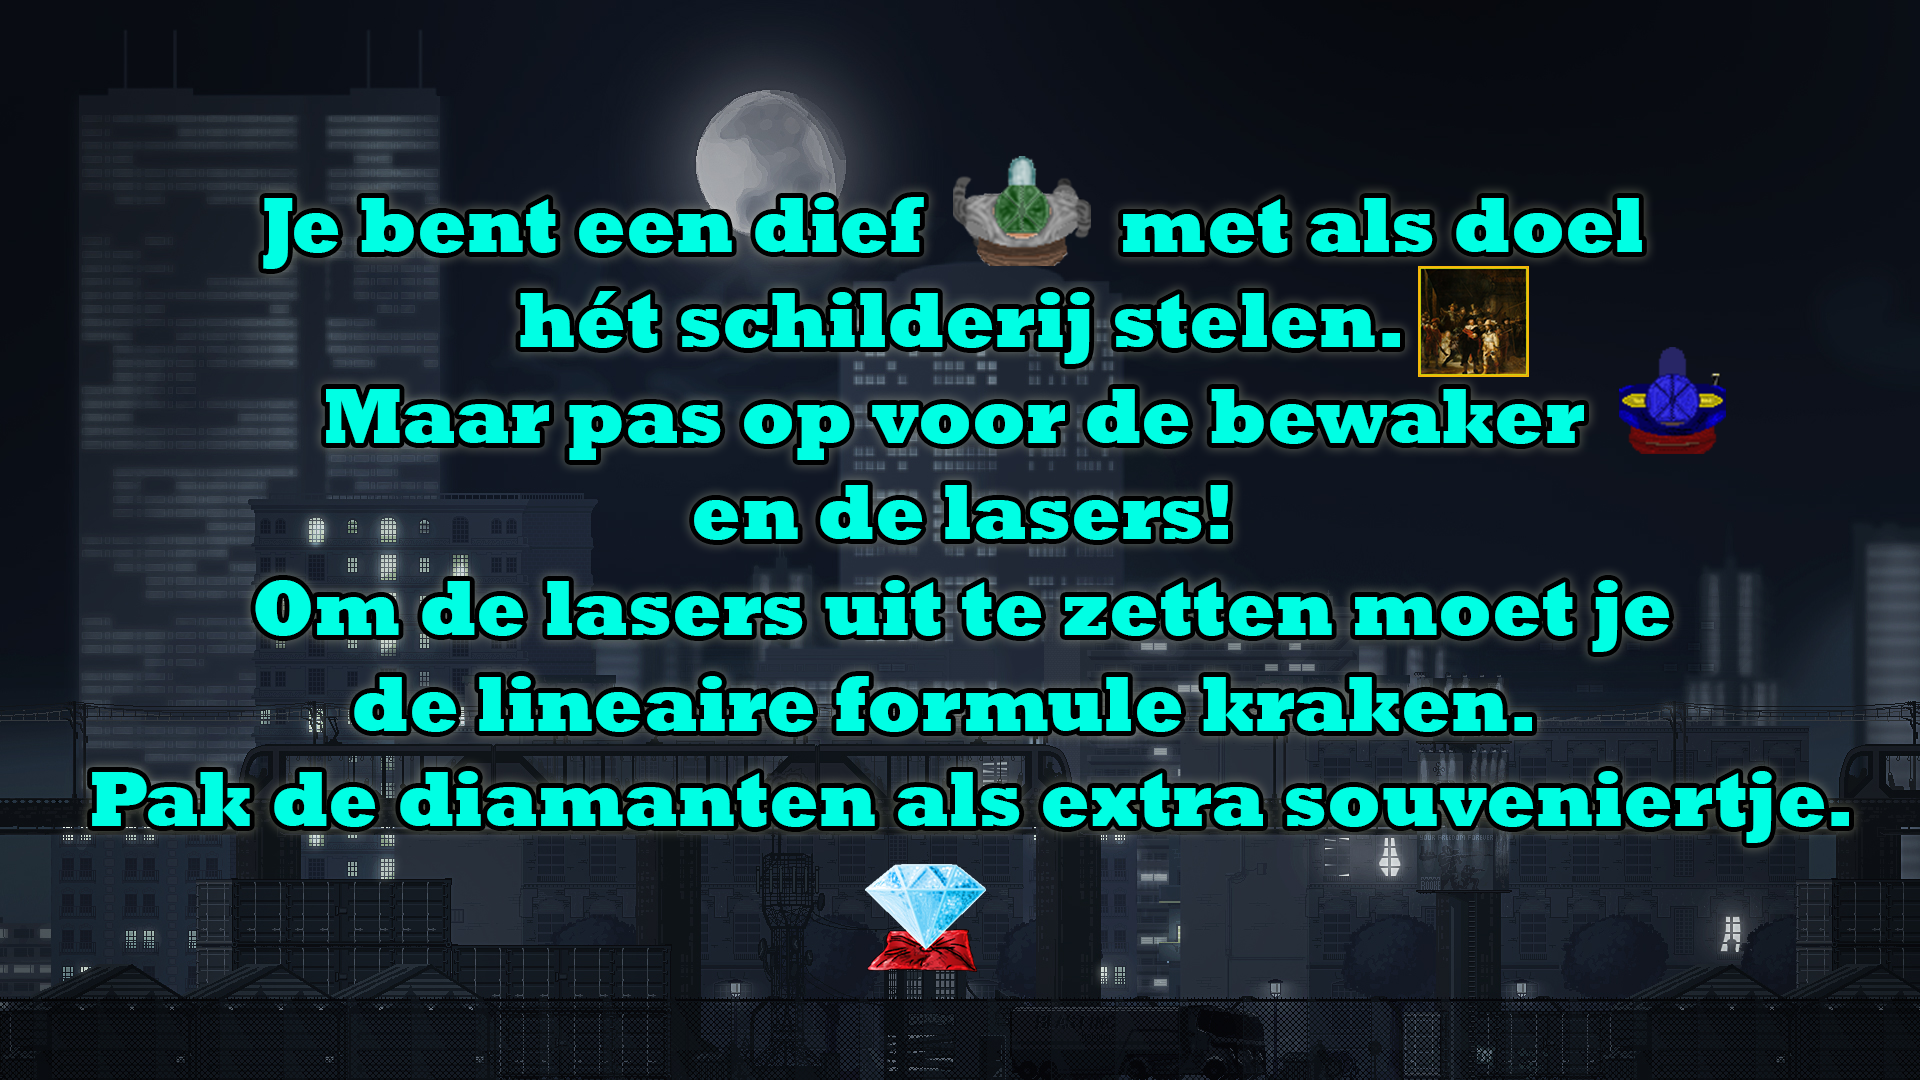 Je bent een dief met als doel
hét schilderij stelen.
Maar pas op voor de bewaker
en de lasers!
Om de lasers uit te zetten moet je
de lineaire formule kraken.
Pak de diamanten als extra souveniertje.